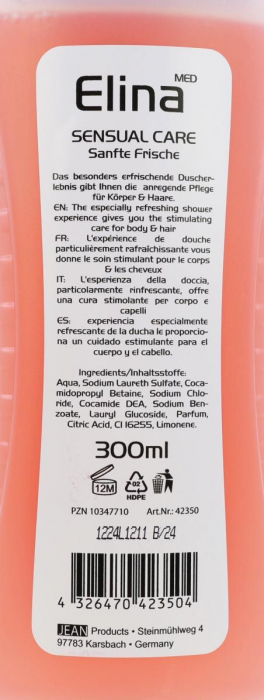 Elina MED
SENSUAL CARE
Sanfte Frische
Das besonders erfrischende Duscher-
lebnis gibt Ihnen die anregende Pflege
für Körper & Haare.
EN: The especially refreshing shower
experience gives you the stimulating
care for body & hair
FR: L'expérience de douche
particulièrement rafraîchissante vous
donne le soin stimulant pour le corps
& les cheveux
IT: L'esperienza della doccia,
particolarmente rinfrescante, offre
una cura stimolante per corpo e
capelli
ES: experiencia especialmente
refrescante de la ducha le proporcio-
na un cuidado estimulante para el
cuerpo y el cabello.
Ingredients/Inhaltsstoffe:
Aqua, Sodium Laureth Sulfate, Coca-
midopropyl Betaine, Sodium Chlo-
ride, Cocamide DEA, Sodium Ben-
zoate, Lauryl Glucoside, Parfum,
Citric Acid, CI 16255, Limonene.
300ml
12M 02 HDPE
PZN 10347710 Art.Nr.: 42350
1224L1211 B/24
4 326470 423504
JEAN Products • Steinmühlweg 4
97783 Karsbach • Germany